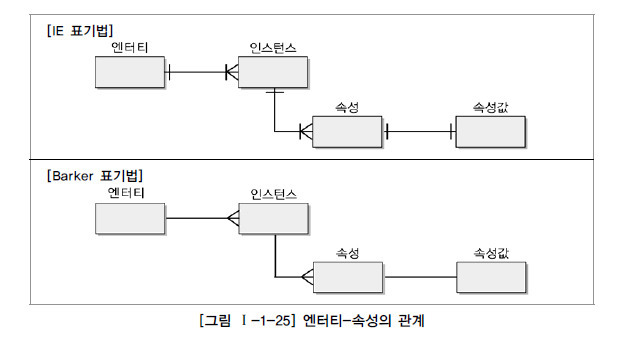 [IE 표기법]
엔터티
인스턴스
속성
속성값
[Barker 표기법]
엔터티
인스턴스
속성
속성값
[그림 Ⅰ-1-25] 엔터티-속성의 관계